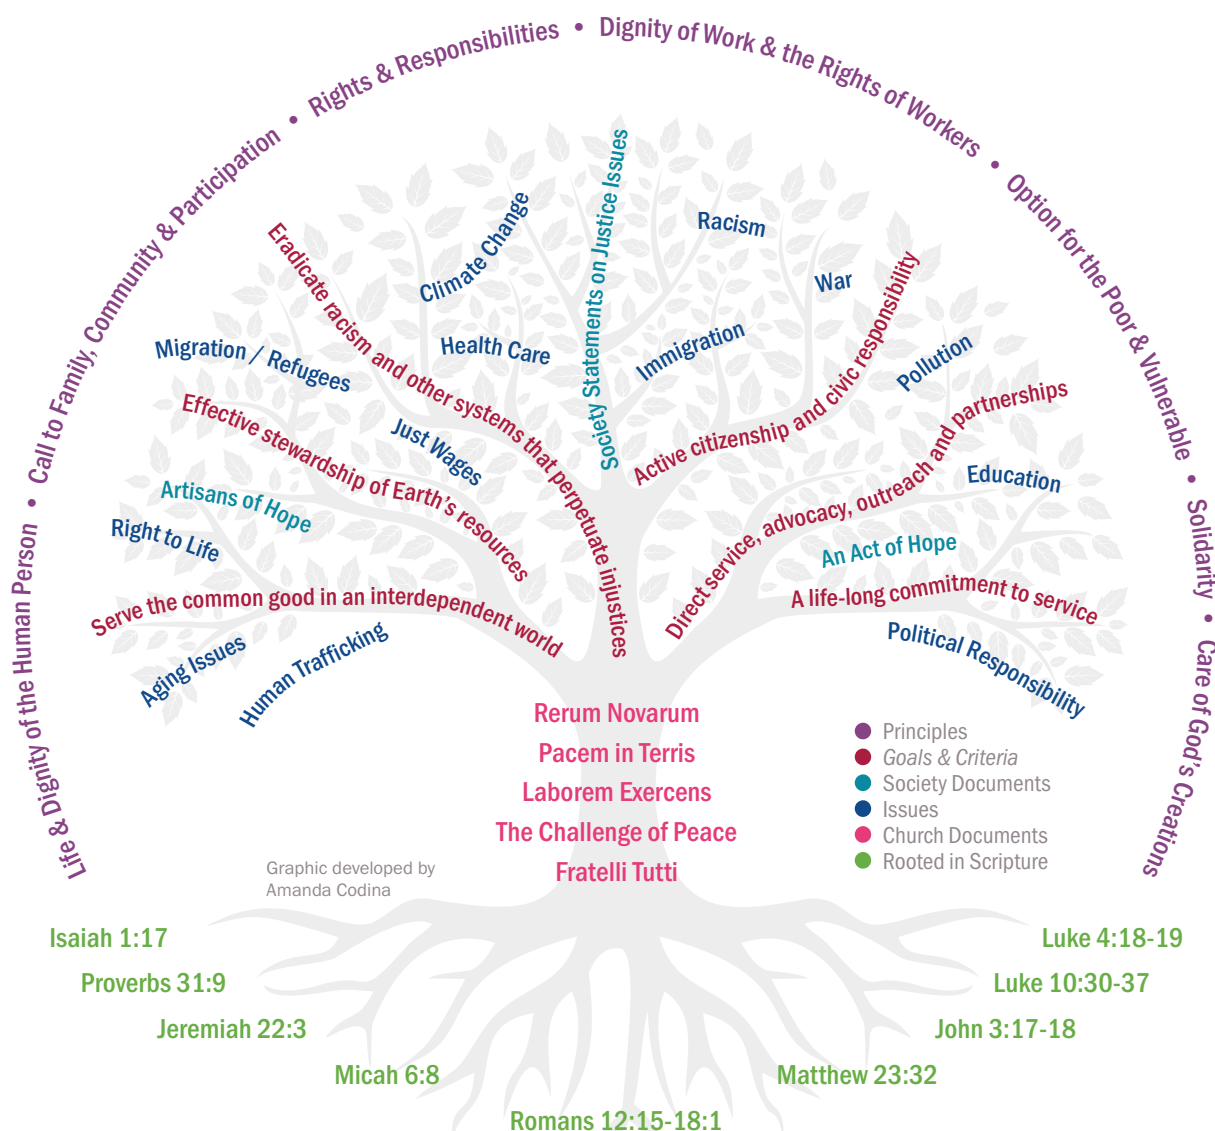 Life & Dignity of the Human Person • Call to Family, Community & Participation • Rights & Responsibilities • Dignity of Work & the Rights of Workers • Option for the Poor & Vulnerable • Solidarity • Care of God's Creations
Society Statements on Justice Issues
Climate Change
Racism
War
Eradicate racism and other systems that perpetuate injustices
Active citizenship and civic responsibility
Migration / Refugees
Health Care
Immigration
Pollution
Effective stewardship of Earth's resources
Just Wages
Direct service, advocacy, outreach and partnerships
Education
Artisans of Hope
Right to Life
An Act of Hope
Serve the common good in an interdependent world
A life-long commitment to service
Aging Issues
Human Trafficking
Political Responsibility
Rerum Novarum
Pacem in Terris
Laborem Exercens
The Challenge of Peace
Fratelli Tutti
Principles
Goals & Criteria
Society Documents
Issues
Church Documents
Rooted in Scripture
Graphic developed by
Amanda Codina
Isaiah 1:17
Proverbs 31:9
Jeremiah 22:3
Micah 6:8
Romans 12:15-18:1
Matthew 23:32
John 3:17-18
Luke 10:30-37
Luke 4:18-19